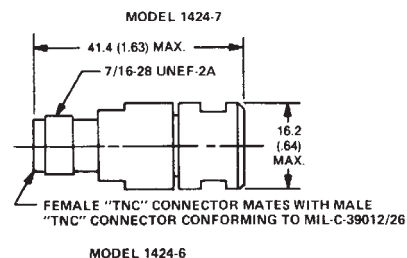 MODEL 1424-7
41.4 (1.63) MAX.
7/16-28 UNEF-2A
16.2
(.64)
MAX.
FEMALE "TNC" CONNECTOR MATES WITH MALE
"TNC" CONNECTOR CONFORMING TO MIL-C-39012/26
MODEL 1424-6